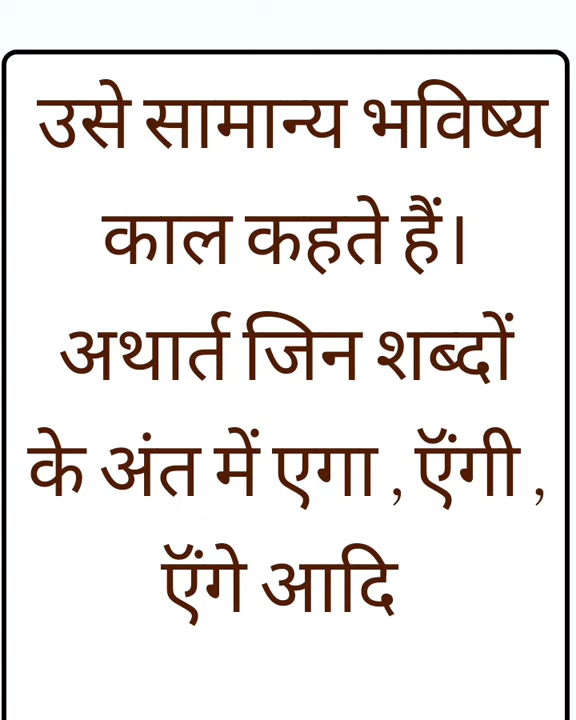 उसे सामान्य भविष्य
काल कहते हैं।
अथार्त जिन शब्दों
के अंत में एगा , ऍंगी ,
ऍंगे आदि